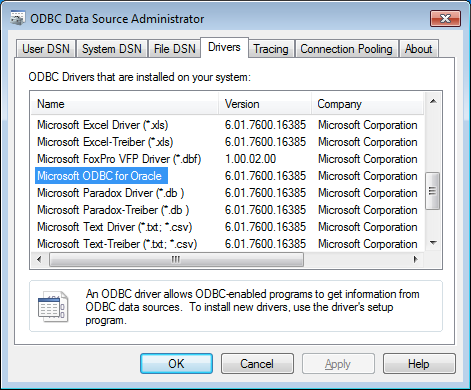 ODBC Data Source Administrator
User DSN System DSN File DSN Drivers Tracing Connection Pooling About
ODBC Drivers that are installed on your system:
Name Version Company
Microsoft Excel Driver (*.xls) 6.01.7600.16385 Microsoft Corporation
Microsoft Excel-Treiber (*.xls) 6.01.7600.16385 Microsoft Corporation
Microsoft FoxPro VFP Driver (*.dbf) 1.00.02.00 Microsoft Corporation
Microsoft ODBC for Oracle 6.01.7600.16385 Microsoft Corporation
Microsoft Paradox Driver (*.db ) 6.01.7600.16385 Microsoft Corporation
Microsoft Paradox-Treiber (*.db ) 6.01.7600.16385 Microsoft Corporation
Microsoft Text Driver (*.txt; *.csv) 6.01.7600.16385 Microsoft Corporation
Microsoft Text-Treiber (*.txt; *.csv) 6.01.7600.16385 Microsoft Corporation
An ODBC driver allows ODBC-enabled programs to get information from
ODBC data sources. To install new drivers, use the driver's setup
program.
OK Cancel Apply Help